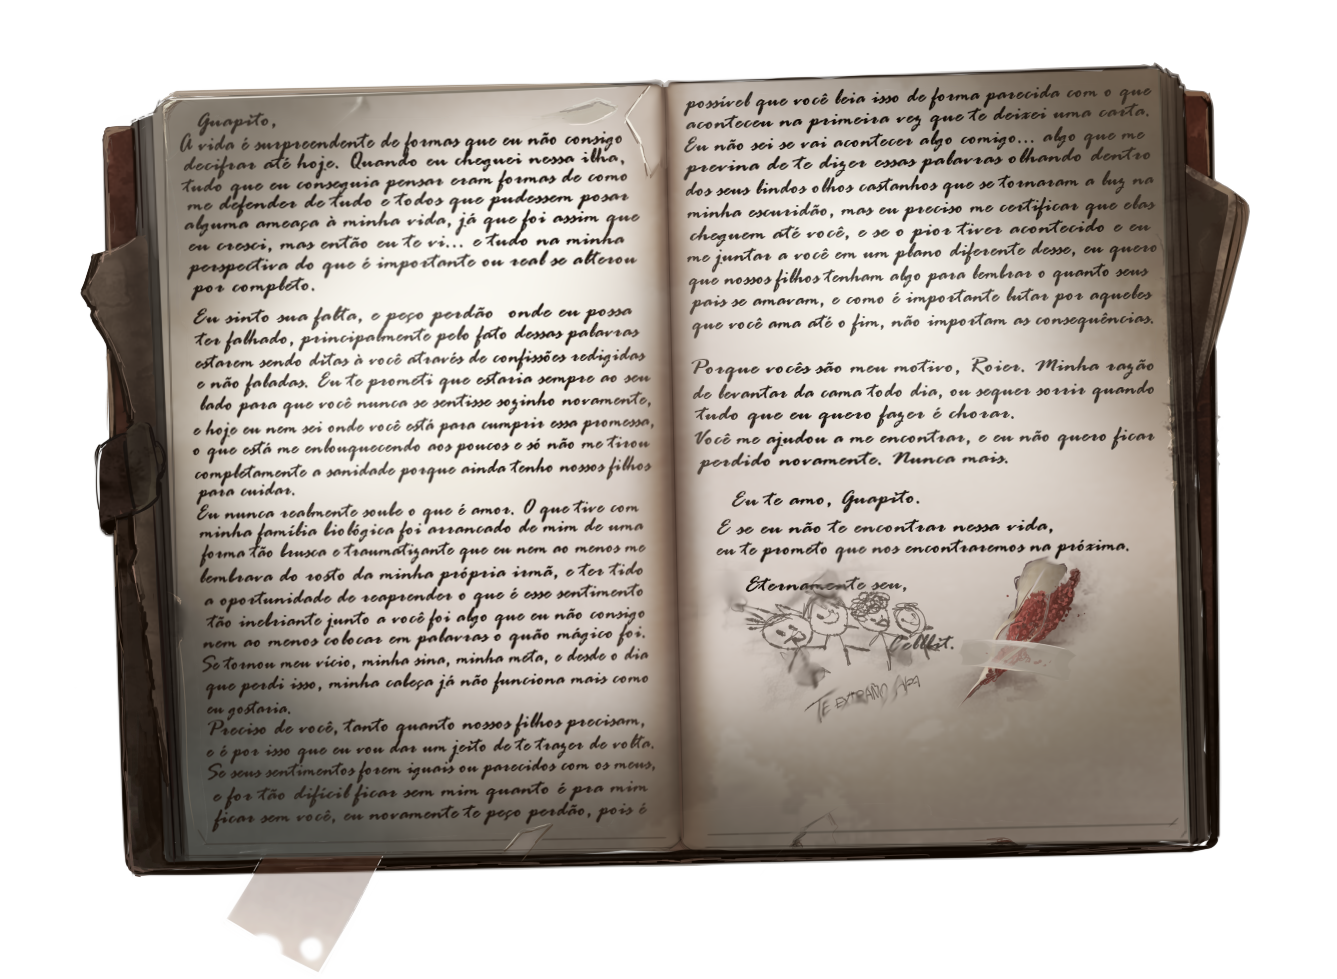 Guapito,
A vida é surpreendente de formas que eu não consigo
decifrar até hoje. Quando eu cheguei nessa ilha,
tudo que eu conseguia pensar eram formas de como
me defender de tudo e todos que pudessem posar
alguma ameaça à minha vida, já que foi assim que
eu cresci, mas então eu te vi... e tudo na minha
perspectiva do que é importante ou real se alterou
por completo.
Eu sinto sua falta, e peço perdão onde eu possa
ter falhado, principalmente pelo fato dessas palavras
estarem sendo ditas à você através de confissões redigidas
e não faladas. Eu te prometi que estaria sempre ao seu
lado para que você nunca se sentisse sozinho novamente,
e hoje eu nem sei onde você está para cumprir essa promessa,
o que está me enlouquecendo aos poucos e só não me tirou
completamente a sanidade porque ainda tenho nossos filhos
para cuidar.
Eu nunca realmente soube o que é amor. O que tive com
minha família biológica foi arrancado de mim de uma
forma tão brusca e traumatizante que eu nem ao menos me
lembrava do rosto da minha própria irmã, e ter tido
a oportunidade de reaprender o que é esse sentimento
tão inebriante junto a você foi algo que eu não consigo
nem ao menos colocar em palavras o quão mágico foi.
Se tornou meu vício, minha sina, minha meta, e desde o dia
que perdi isso, minha cabeça já não funciona mais como
eu gostaria.
Preciso de você, tanto quanto nossos filhos precisam,
e é por isso que eu vou dar um jeito de te trazer de volta.
Se seus sentimentos forem iguais ou parecidos com os meus,
e for tão difícil ficar sem mim quanto é pra mim
ficar sem você, eu novamente te peço perdão, pois é
possível que você leia isso de forma parecida com o que
aconteceu na primeira vez que te deixei uma carta.
Eu não sei se vai acontecer algo comigo... algo que me
previna de te dizer essas palavras olhando dentro
dos seus lindos olhos castanhos que se tornaram a luz na
minha escuridão, mas eu preciso me certificar que elas
cheguem até você, e se o pior tiver acontecido e eu
me juntar a você em um plano diferente desse, eu quero
que nossos filhos tenham algo para lembrar o quanto seus
pais se amavam, e como é importante lutar por aqueles
que você ama até o fim, não importam as consequências.
Porque vocês são meu motivo, Roier. Minha razão
de levantar da cama todo dia, ou sequer sorrir quando
tudo que eu quero fazer é chorar.
Você me ajudou a me encontrar, e eu não quero ficar
perdido novamente. Nunca mais.
Eu te amo, Guapito.
E se eu não te encontrar nessa vida,
eu te prometo que nos encontraremos na próxima.
Eternamente seu,
Cellbit.
TE EXTRAÑO APA